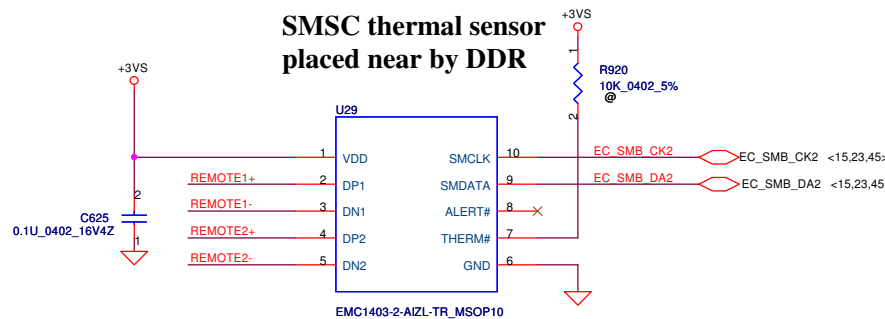 SMSC thermal sensor
placed near by DDR
+3VS
1
R920
10K_0402_5%
@
2
+3VS
U29
1 VDD SMCLK 10 EC_SMB_CK2 EC_SMB_CK2 <15,23,45>
REMOTE1+ 2 DP1 SMDATA 9 EC_SMB_DA2 EC_SMB_DA2 <15,23,45
REMOTE1- 3 DN1 ALERT# 8
REMOTE2+ 4 DP2 THERM# 7
REMOTE2- 5 DN2 GND 6
2
C625
0.1U_0402_16V4Z
1
EMC1403-2-AIZL-TR_MSOP10